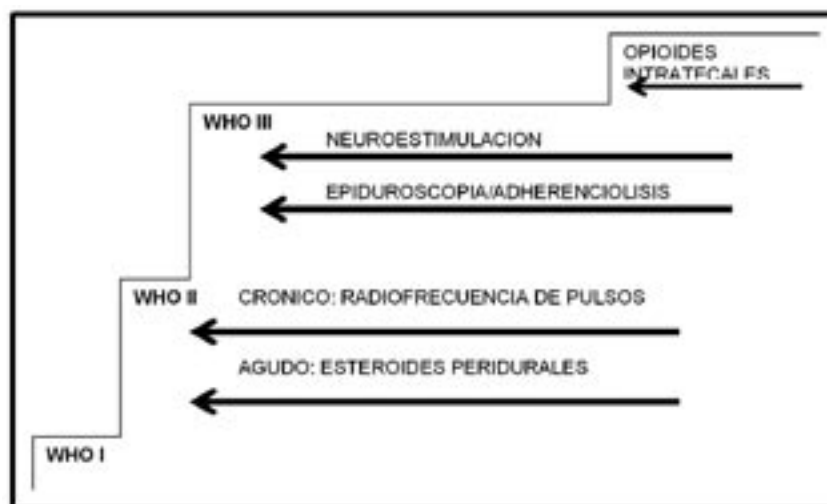 OPIOIDES
INTRATECALES
WHO III
NEUROESTIMULACION
EPIDUROSCOPIA/ADHERENCIOLISIS
WHO II
CRONICO: RADIOFRECUENCIA DE PULSOS
AGUDO: ESTEROIDES PERIDURALES
WHO I